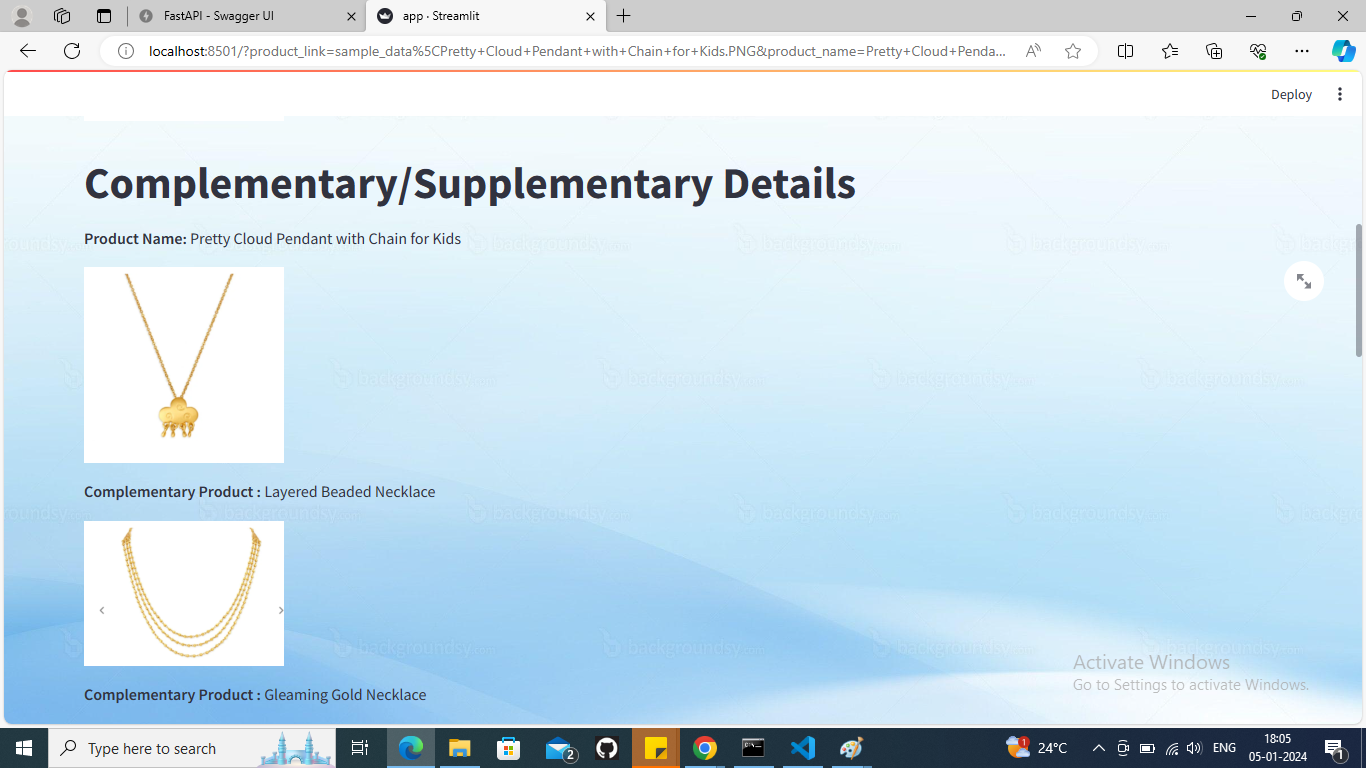 FastAPI - Swagger UI
app · Streamlit
localhost:8501/?product_link=sample_data%5CPretty+Cloud+Pendant+with+Chain+for+Kids.PNG&product_name=Pretty+Cloud+Penda...
Deploy
Complementary/Supplementary Details
Product Name: Pretty Cloud Pendant with Chain for Kids
backgroundsy.com
Complementary Product : Layered Beaded Necklace
Complementary Product : Gleaming Gold Necklace
Activate Windows
Go to Settings to activate Windows.
Type here to search
2
1
24°C
ENG
18:05
05-01-2024
1